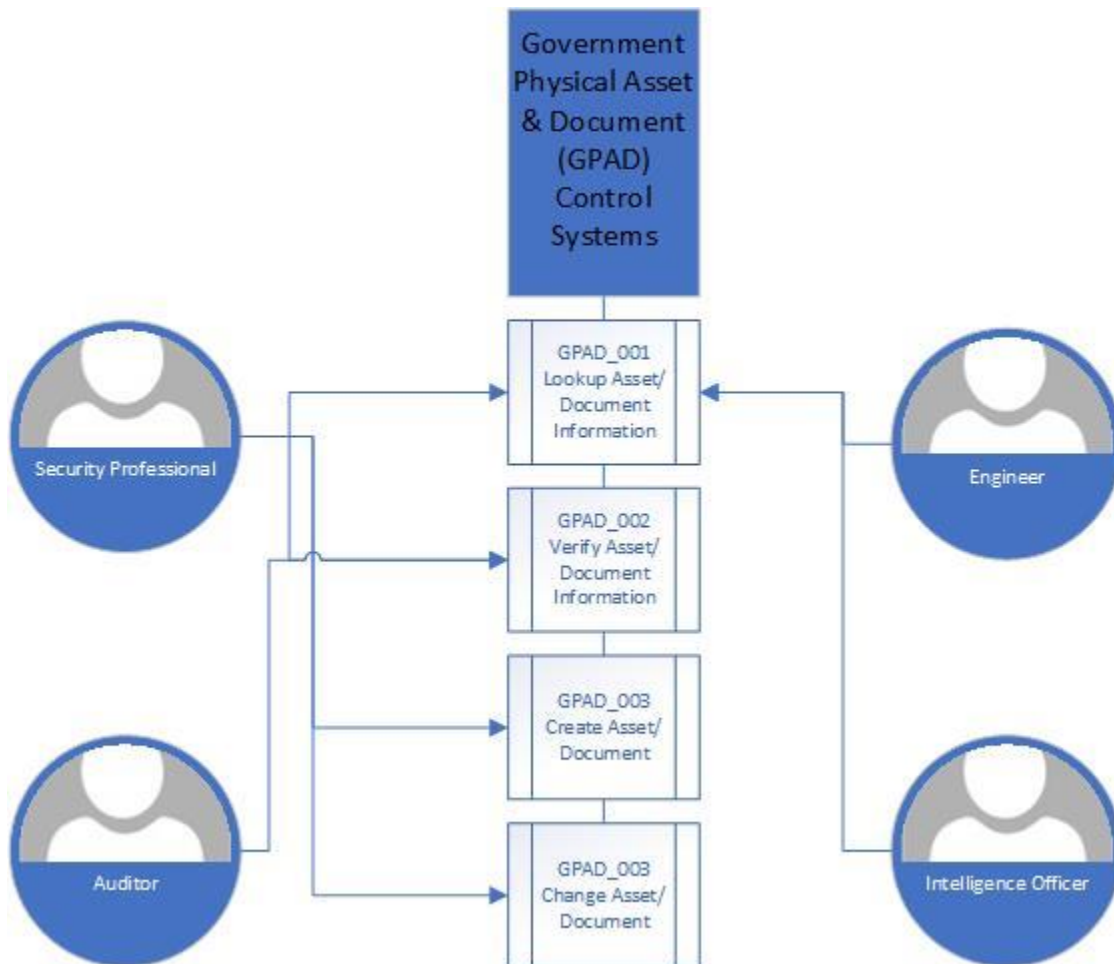 Government
Physical Asset
& Document
(GPAD)
Control
Systems
GPAD_001
Lookup Asset/
Document
Information
Security Professional
Engineer
GPAD_002
Verify Asset/
Document
Information
GPAD_003
Create Asset/
Document
GPAD_003
Change Asset/
Document
Auditor
Intelligence Officer